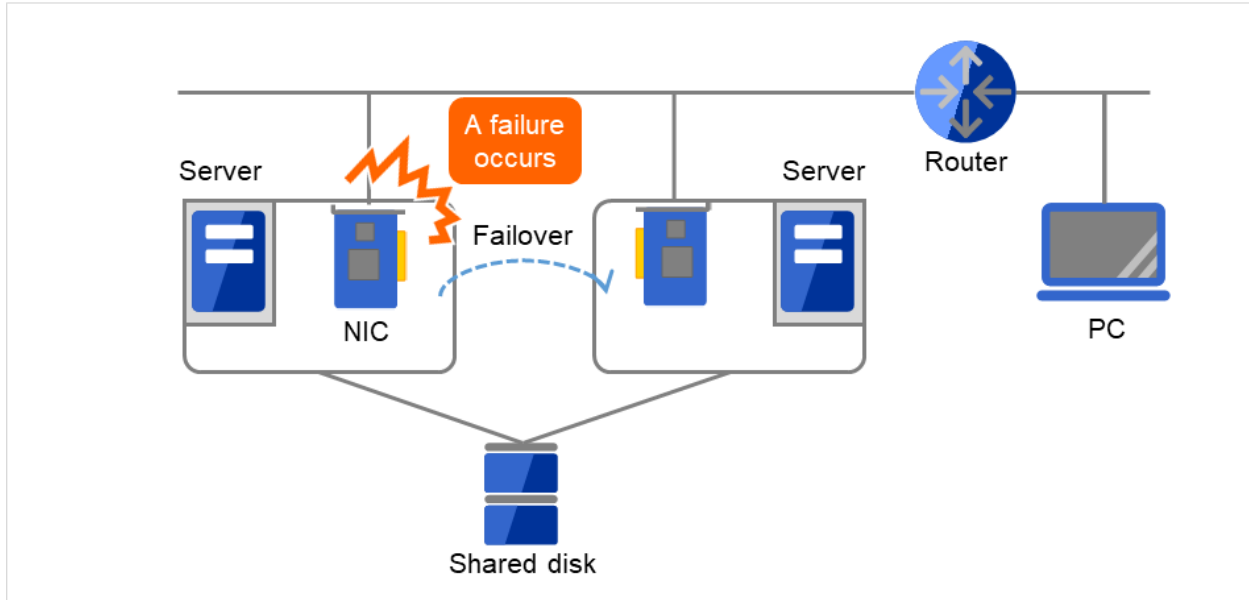 A failure
occurs
Server
Server
Router
Failover
NIC
PC
Shared disk